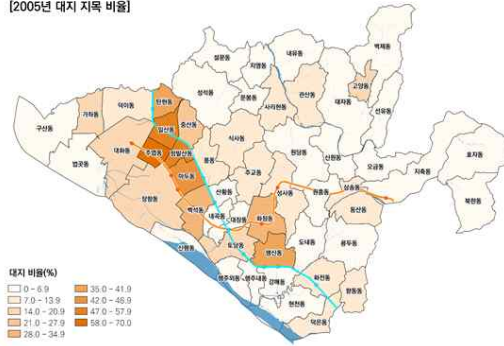 [2005년 대지 지목 비율]
설문동
지영동
내유동
벽제동
성석동
문봉동
사리현동
관산동
대자동
고양동
선유동
구산동
가좌동
덕이동
탄현동
중산동
일산동
법곳동
대화동
주엽동
정발산동
풍동
식사동
원당동
신원동
오금동
효자동
마두동
주교동
지축동
장항동
백석동
산황동
성사동
원흥동
삼송동
북한동
내곡동
대장동
화정동
동산동
신평동
토당동
행신동
도내동
용두동
행주외동
행주내동
강매동
화전동
향동동
현천동
덕은동
대지 비율(%)
0 – 6.9
7.0 – 13.9
14.0 – 20.9
21.0 – 27.9
28.0 – 34.9
35.0 – 41.9
42.0 – 46.9
47.0 – 57.9
58.0 – 70.0